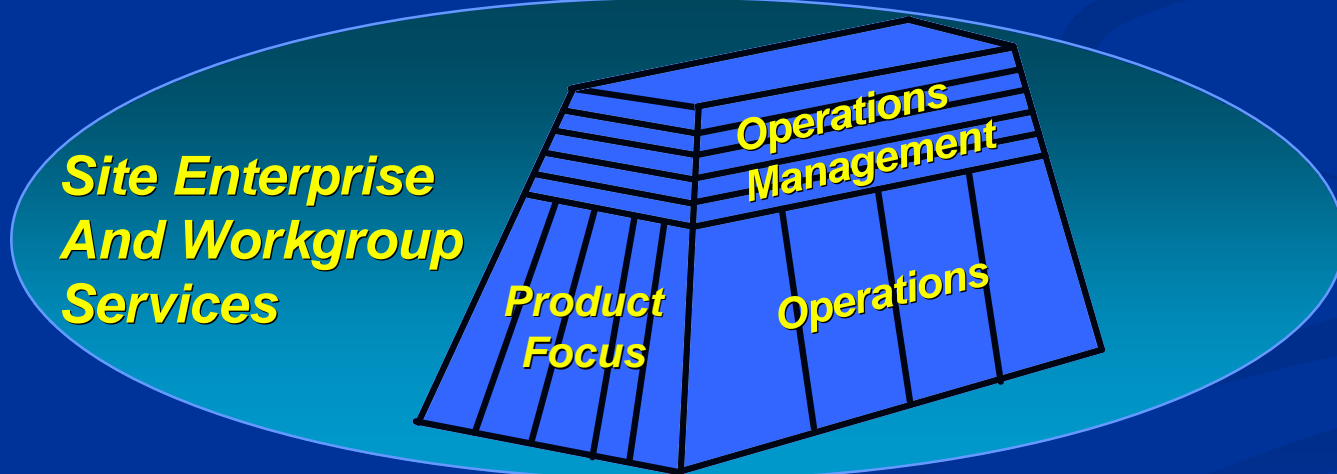 Site Enterprise
And Workgroup
Services
Operations
Management
Product
Focus
Operations